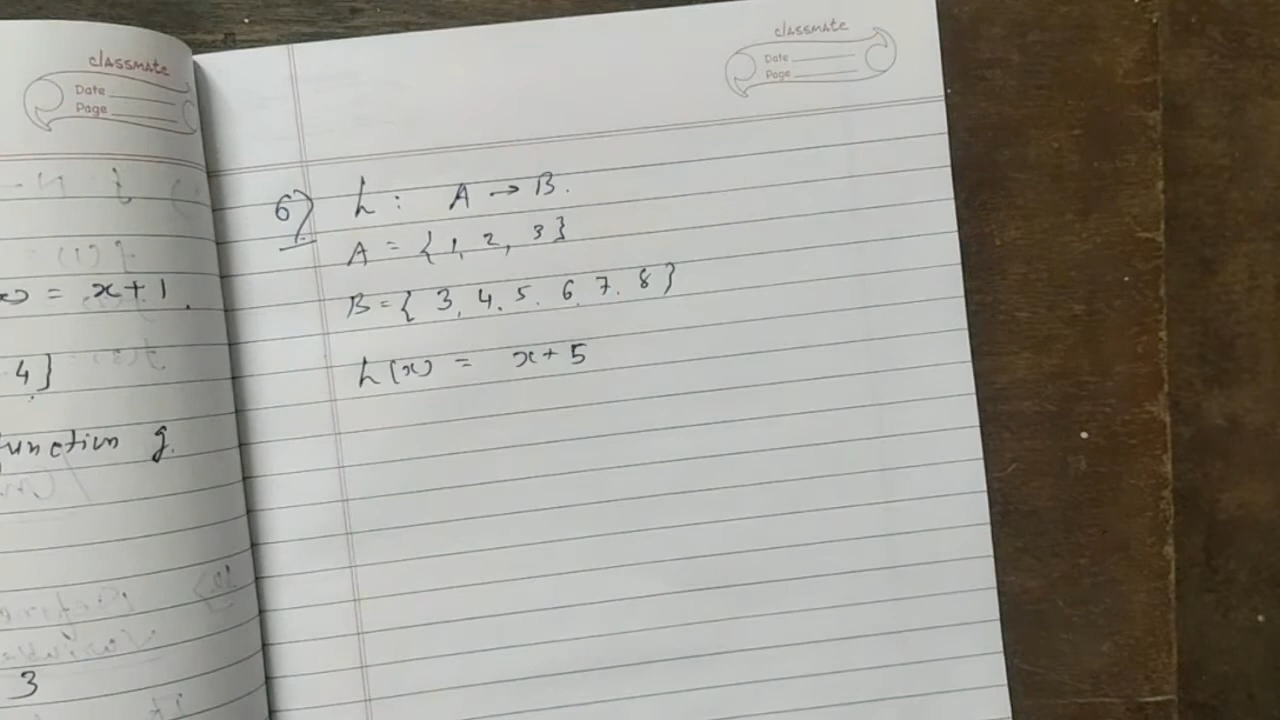 classmate
Date
Page
x) = x+1.
4}
function g.
3
classmate
Date
Page
6) h : A → B.
A = {1, 2, 3}
B = { 3, 4. 5. 6. 7. 8 }
h(x) = x+5